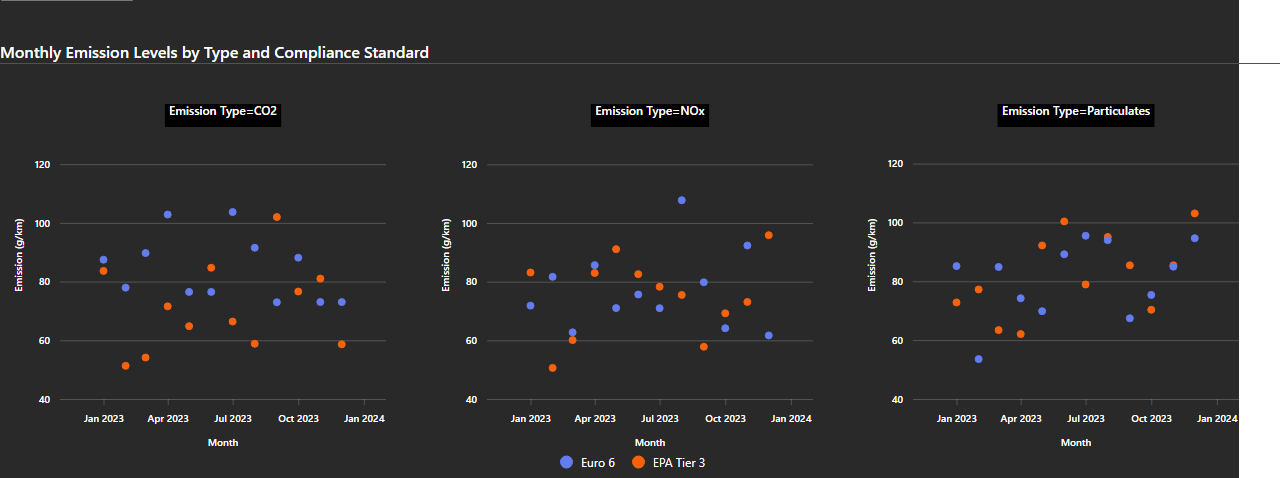 Monthly Emission Levels by Type and Compliance Standard
Emission Type=CO2
Emission Type=NOx
Emission Type=Particulates
Emission (g/km)
120
100
80
60
40
Jan 2023 Apr 2023 Jul 2023 Oct 2023 Jan 2024
Month
Emission (g/km)
120
100
80
60
40
Jan 2023 Apr 2023 Jul 2023 Oct 2023 Jan 2024
Month
Emission (g/km)
120
100
80
60
40
Jan 2023 Apr 2023 Jul 2023 Oct 2023 Jan 2024
Month
Euro 6 EPA Tier 3